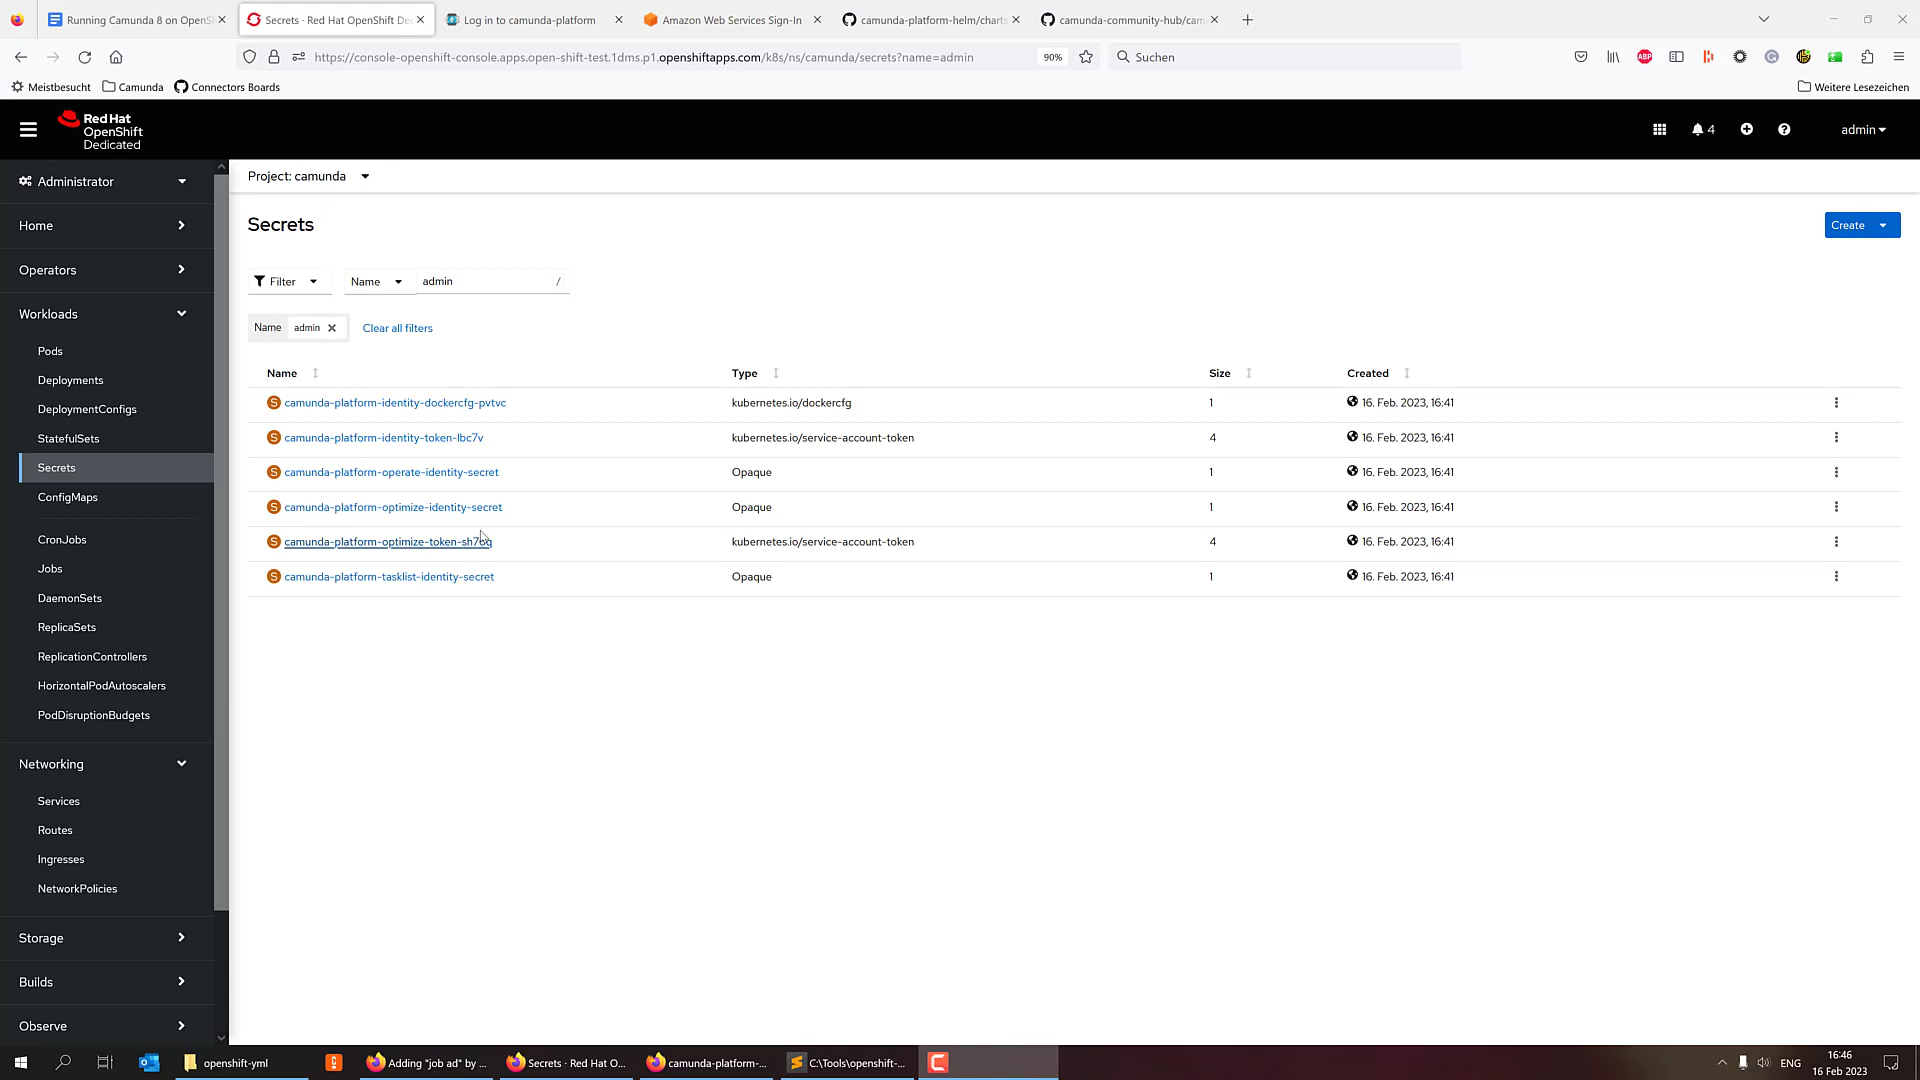 Running Camunda 8 on OpenS
Secrets · Red Hat OpenShift De
Log in to camunda-platform
Amazon Web Services Sign-In
camunda-platform-helm/charts
camunda-community-hub/cam
https://console-openshift-console.apps.open-shift-test.1dms.p1.openshiftapps.com/k8s/ns/camunda/secrets?name=admin
90%
Suchen
ABP
Meistbesucht
Camunda
Connectors Boards
Weitere Lesezeichen
Red Hat
OpenShift
Dedicated
4
admin
Administrator
Home
Operators
Workloads
Pods
Deployments
DeploymentConfigs
StatefulSets
Secrets
ConfigMaps
CronJobs
Jobs
DaemonSets
ReplicaSets
ReplicationControllers
HorizontalPodAutoscalers
PodDisruptionBudgets
Networking
Services
Routes
Ingresses
NetworkPolicies
Storage
Builds
Observe
Project: camunda
Secrets
Create
Filter
Name
admin
/
Name admin
Clear all filters
Name Type Size Created
S camunda-platform-identity-dockercfg-pvtvc kubernetes.io/dockercfg 1 16. Feb. 2023, 16:41
S camunda-platform-identity-token-lbc7v kubernetes.io/service-account-token 4 16. Feb. 2023, 16:41
S camunda-platform-operate-identity-secret Opaque 1 16. Feb. 2023, 16:41
S camunda-platform-optimize-identity-secret Opaque 1 16. Feb. 2023, 16:41
S camunda-platform-optimize-token-sh76q kubernetes.io/service-account-token 4 16. Feb. 2023, 16:41
S camunda-platform-tasklist-identity-secret Opaque 1 16. Feb. 2023, 16:41
openshift-yml
Adding "job ad" by ...
Secrets · Red Hat O...
camunda-platform-...
C:\Tools\openshift-...
ENG
16:46
16 Feb 2023